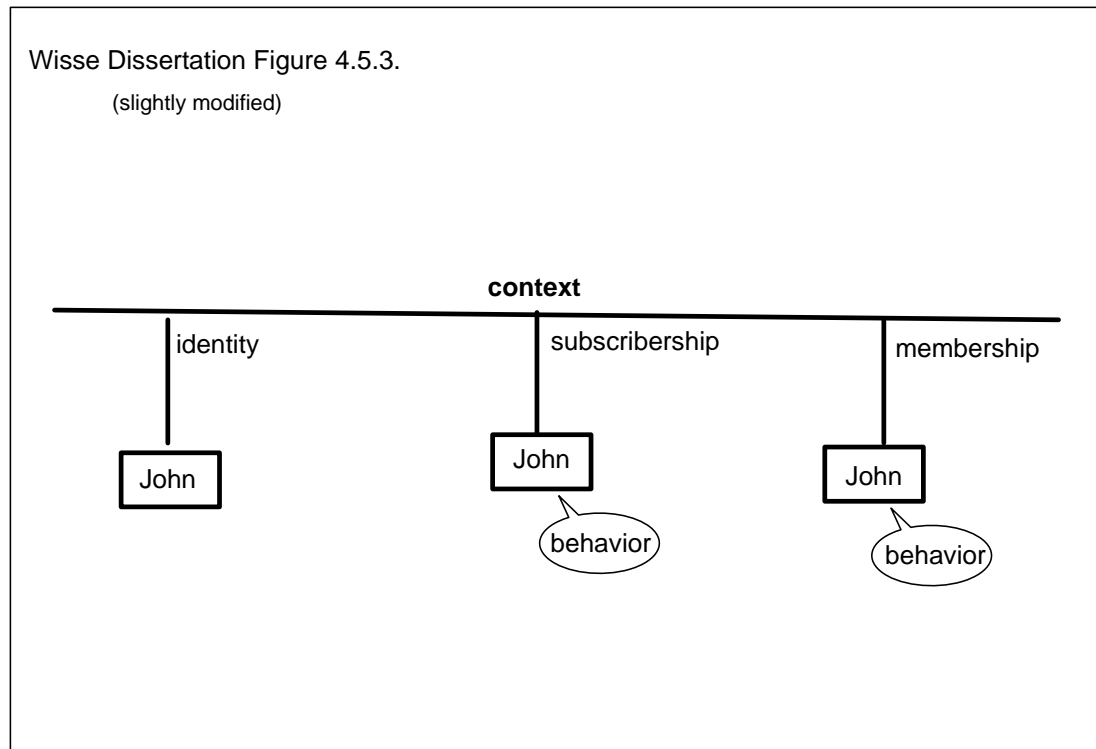 Wisse Dissertation Figure 4.5.3.
(slightly modified)
context
identity
subscribership
membership
John
John
John
behavior
behavior